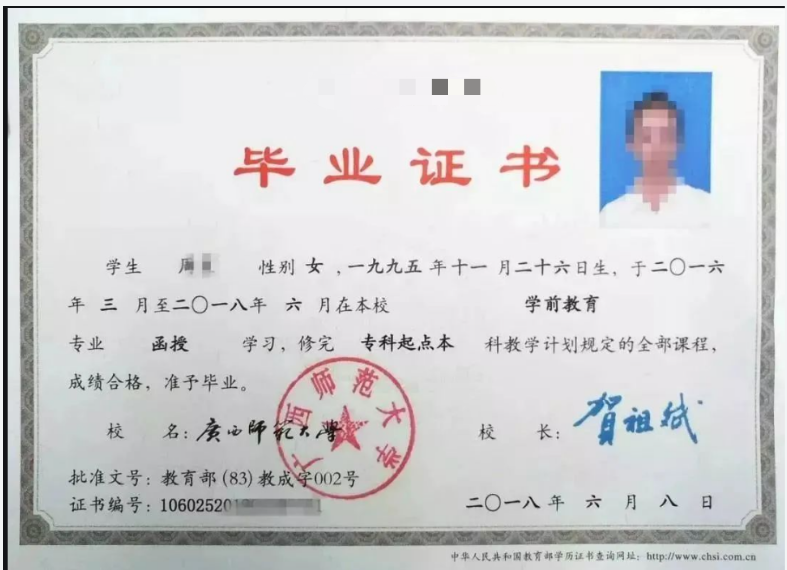 毕业证书
学生 性别 女，一九九五年十一月二十六日生，于二〇一六
年 三 月至二〇一八年 六 月在本校 学前教育
专业 函授 学习，修完 专科起点本 科教学计划规定的全部课程，
成绩合格，准予毕业。
校 名：廣西師範大學 校 长：賀祖斌
广西师范大学
批准文号：教育部(83)教成字002号
证书编号：10602520 二〇一八年 六 月 八 日
中华人民共和国教育部学历证书查询网址：http://www.chsi.com.cn